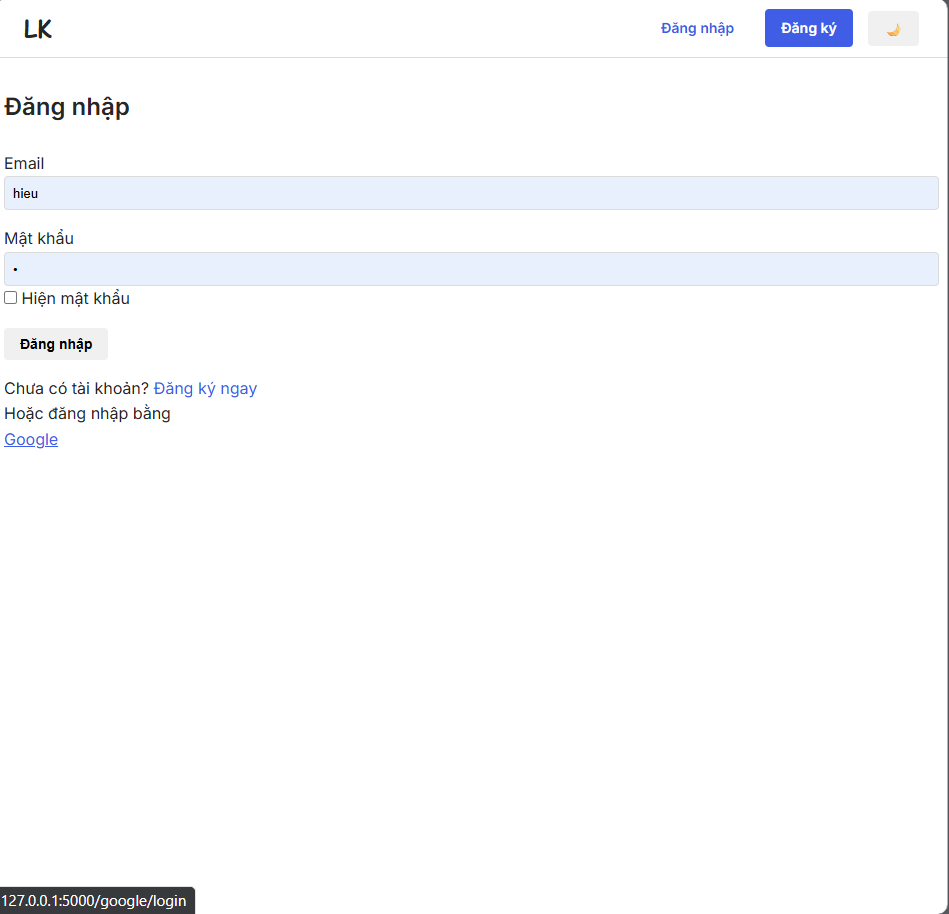 LK
Đăng nhập
Đăng ký
Đăng nhập
Email
hieu
Mật khẩu
•
Hiện mật khẩu
Đăng nhập
Chưa có tài khoản? Đăng ký ngay
Hoặc đăng nhập bằng
Google
127.0.0.1:5000/google/login